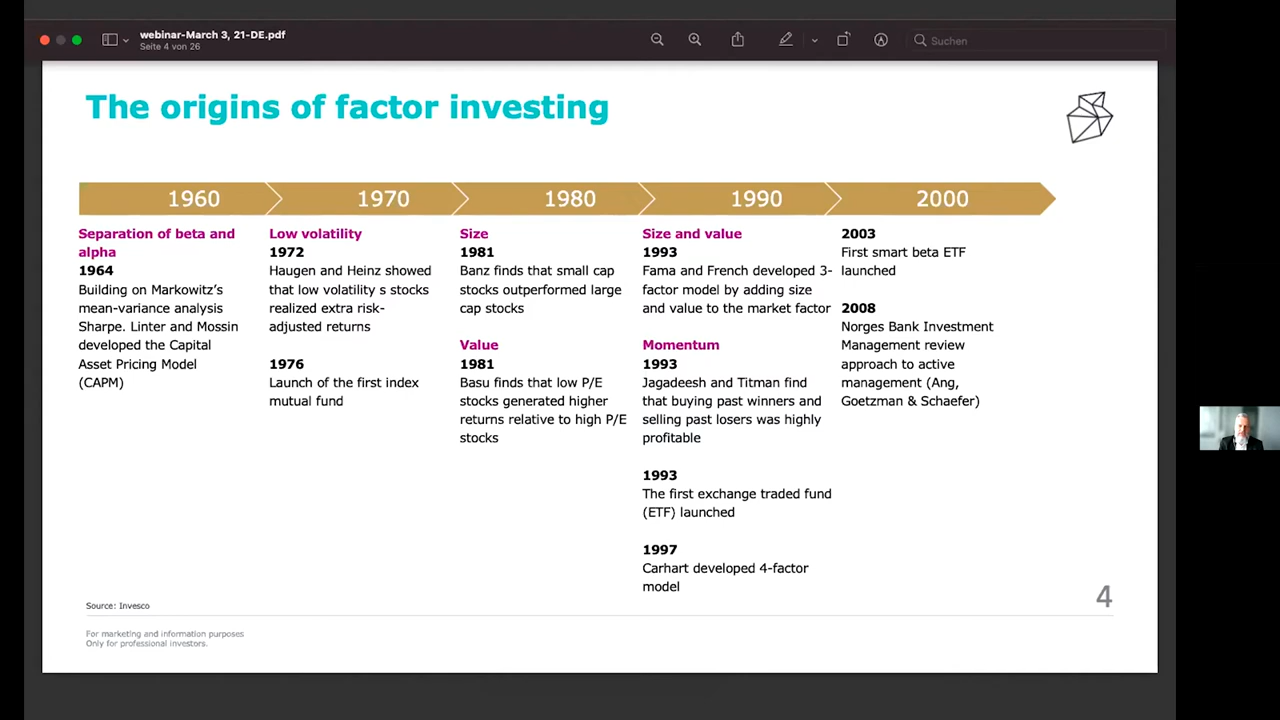 webinar-March 3, 21-DE.pdf
Seite 4 von 26
Suchen
The origins of factor investing
1960
1970
1980
1990
2000
Separation of beta and
alpha
1964
Building on Markowitz’s
mean-variance analysis
Sharpe. Linter and Mossin
developed the Capital
Asset Pricing Model
(CAPM)
Low volatility
1972
Haugen and Heinz showed
that low volatility s stocks
realized extra risk-
adjusted returns
1976
Launch of the first index
mutual fund
Size
1981
Banz finds that small cap
stocks outperformed large
cap stocks
Value
1981
Basu finds that low P/E
stocks generated higher
returns relative to high P/E
stocks
Size and value
1993
Fama and French developed 3-
factor model by adding size
and value to the market factor
Momentum
1993
Jagadeesh and Titman find
that buying past winners and
selling past losers was highly
profitable
1993
The first exchange traded fund
(ETF) launched
1997
Carhart developed 4-factor
model
2003
First smart beta ETF
launched
2008
Norges Bank Investment
Management review
approach to active
management (Ang,
Goetzman & Schaefer)
Source: Invesco
4
For marketing and information purposes
Only for professional investors.